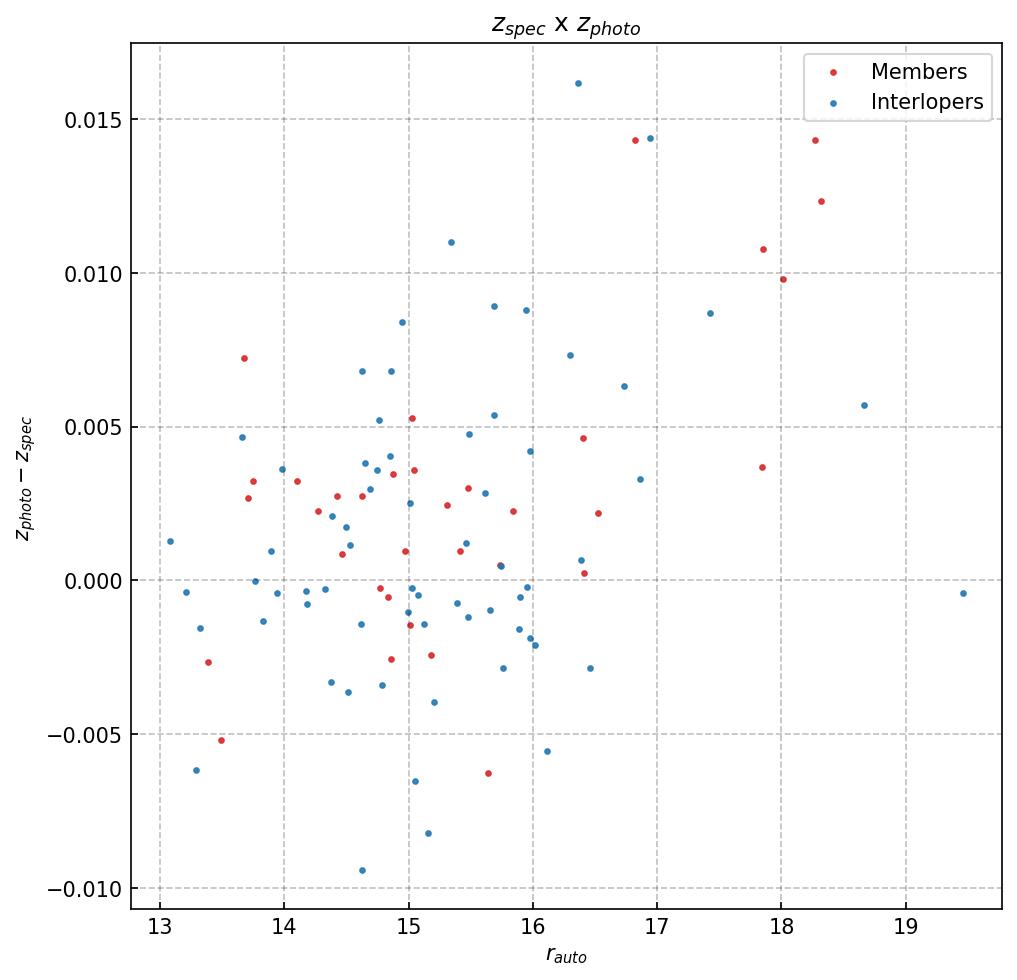 z_spec x z_photo
Members
Interlopers
0.015
0.010
0.005
0.000
−0.005
−0.010
z_photo − z_spec
13 14 15 16 17 18 19
r_auto